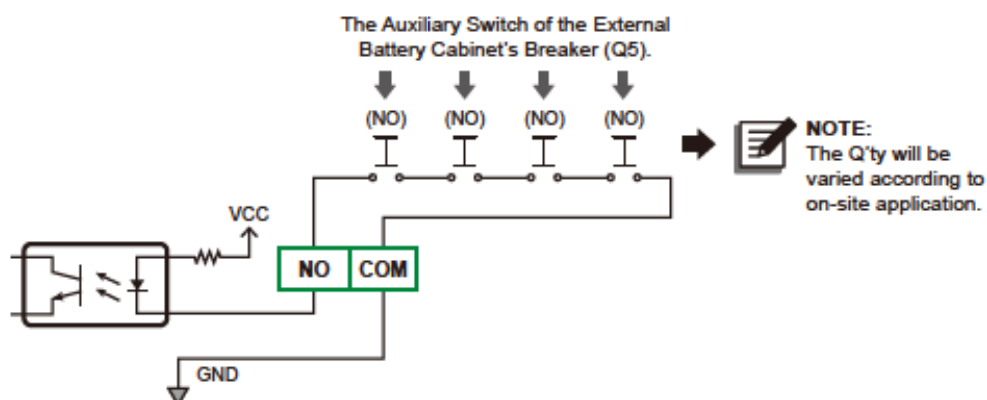 The Auxiliary Switch of the External
Battery Cabinet's Breaker (Q5).
(NO) (NO) (NO) (NO)
NOTE:
The Q'ty will be
varied according to
on-site application.
VCC
NO COM
GND